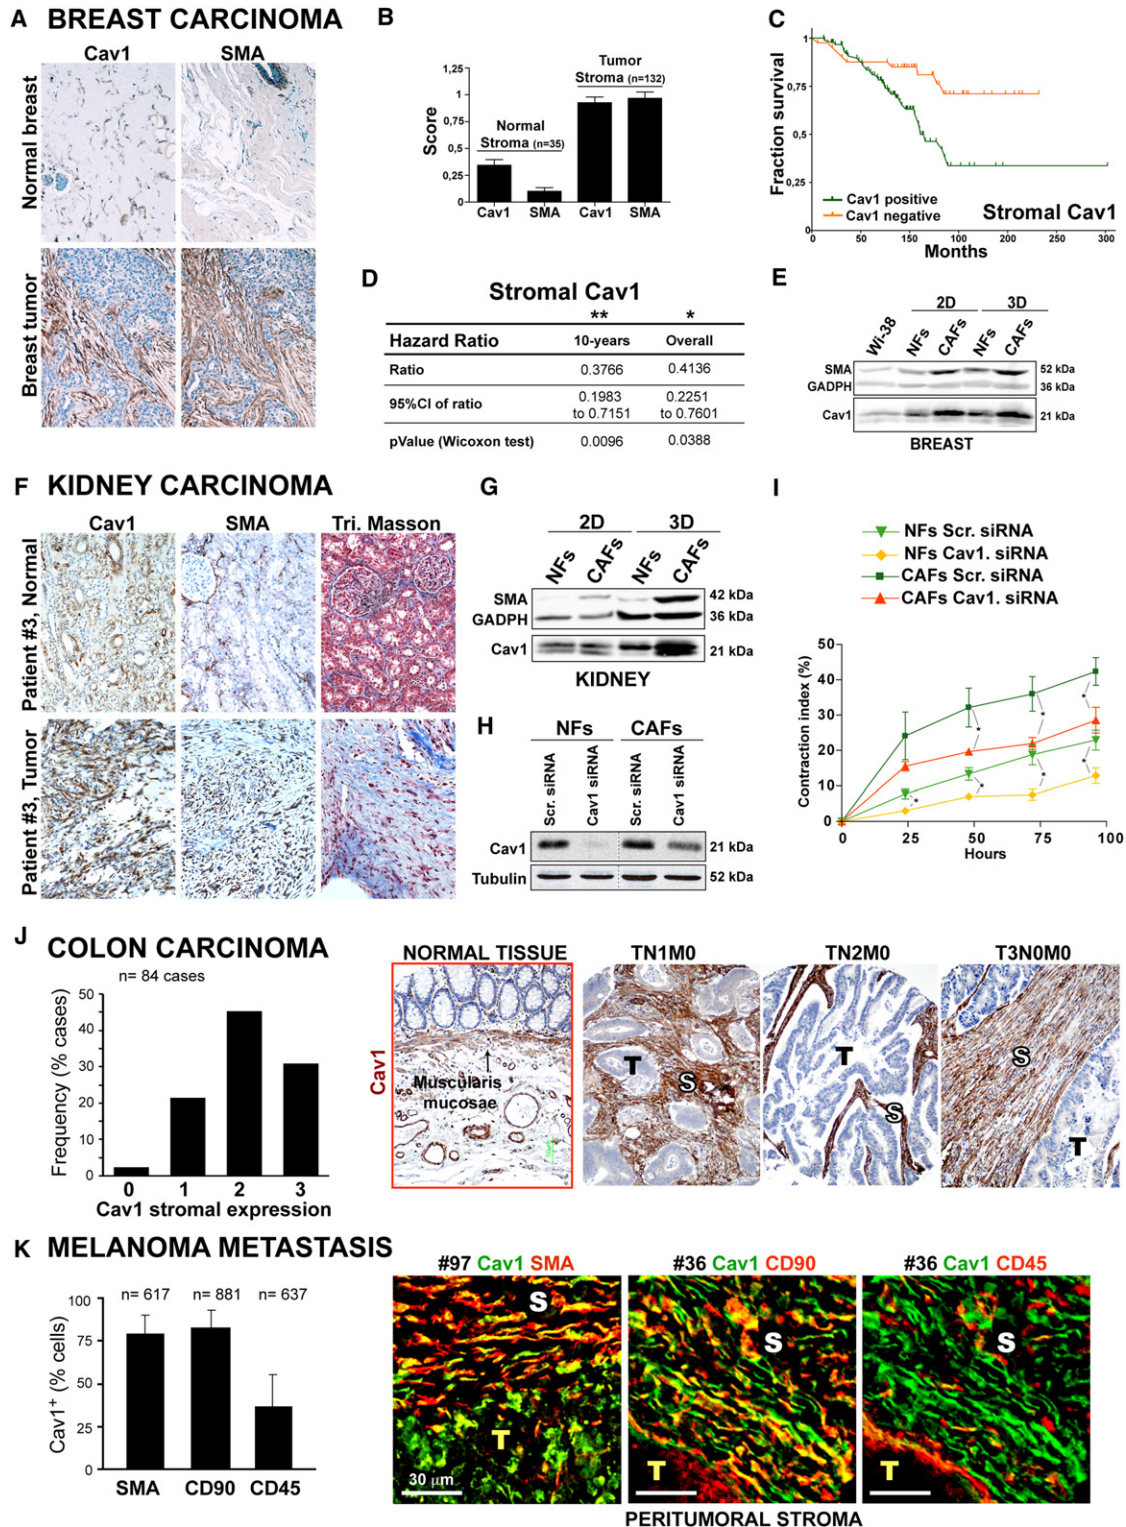 A BREAST CARCINOMA
Cav1 SMA
Normal breast
Breast tumor
B
Score
1,25
1
0,75
0,5
0,25
0
Normal
Stroma (n=35)
Tumor
Stroma (n=132)
Cav1 SMA Cav1 SMA
C
Fraction survival
1
0,75
0,5
0,25
0 50 150 100 200 250 300
Months
Cav1 positive
Cav1 negative
Stromal Cav1
D
Stromal Cav1
** *
Hazard Ratio 10-years Overall
Ratio 0.3766 0.4136
95%CI of ratio 0.1983 to 0.7151 0.2251 to 0.7601
pValue (Wicoxon test) 0.0096 0.0388
E
2D 3D
Wi-38 NFs CAFs NFs CAFs
SMA 52 kDa
GADPH 36 kDa
Cav1 21 kDa
BREAST
F KIDNEY CARCINOMA
Cav1 SMA Tri. Masson
Patient #3, Normal
Patient #3, Tumor
G
2D 3D
NFs CAFs NFs CAFs
SMA 42 kDa
GADPH 36 kDa
Cav1 21 kDa
KIDNEY
H
NFs CAFs
Scr. siRNA Cav1 siRNA Scr. siRNA Cav1 siRNA
Cav1 21 kDa
Tubulin 52 kDa
I
NFs Scr. siRNA
NFs Cav1. siRNA
CAFs Scr. siRNA
CAFs Cav1. siRNA
Contraction index (%)
50
40
30
20
10
0
* * * * * * *
0 25 50 75 100
Hours
J COLON CARCINOMA
n= 84 cases
Frequency (% cases)
50
40
30
20
10
0
0 1 2 3
Cav1 stromal expression
Cav1
NORMAL TISSUE TN1M0 TN2M0 T3N0M0
Muscularis
mucosae
T S
T S
S T
K MELANOMA METASTASIS
n= 617 n= 881 n= 637
Cav1+ (% cells)
100
75
50
25
0
SMA CD90 CD45
#97 Cav1 SMA #36 Cav1 CD90 #36 Cav1 CD45
S S S
T T T
30 μm
PERITUMORAL STROMA